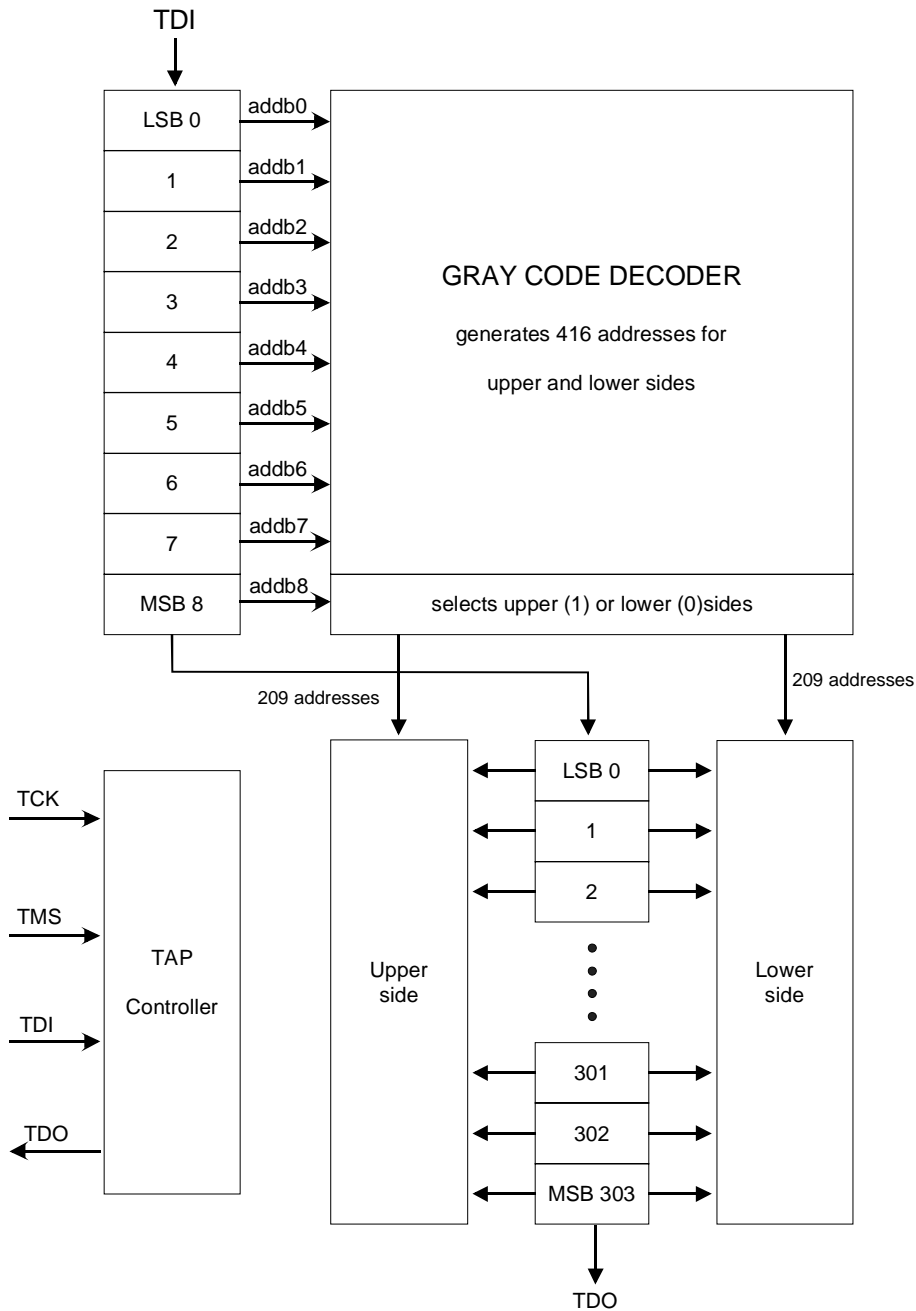 TDI
LSB 0
addb0
1
addb1
2
addb2
3
addb3
4
addb4
5
addb5
6
addb6
7
addb7
MSB 8
addb8
GRAY CODE DECODER
generates 416 addresses for
upper and lower sides
selects upper (1) or lower (0)sides
209 addresses
209 addresses
TCK
TMS
TDI
TDO
TAP
Controller
Upper
side
LSB 0
1
2
301
302
MSB 303
Lower
side
TDO